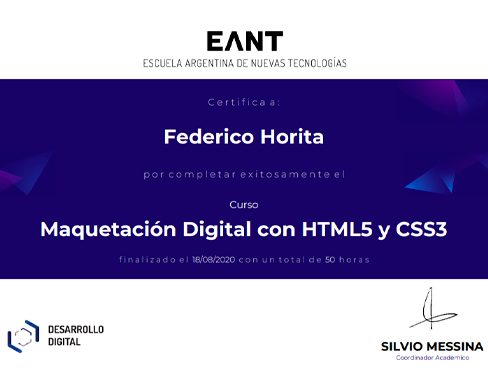 EANT
ESCUELA ARGENTINA DE NUEVAS TECNOLOGÍAS
Certifica a:
Federico Horita
por completar exitosamente el
Curso
Maquetación Digital con HTML5 y CSS3
finalizado el 18/08/2020 con un total de 50 horas
DESARROLLO
DIGITAL
SILVIO MESSINA
Coordinador Académico